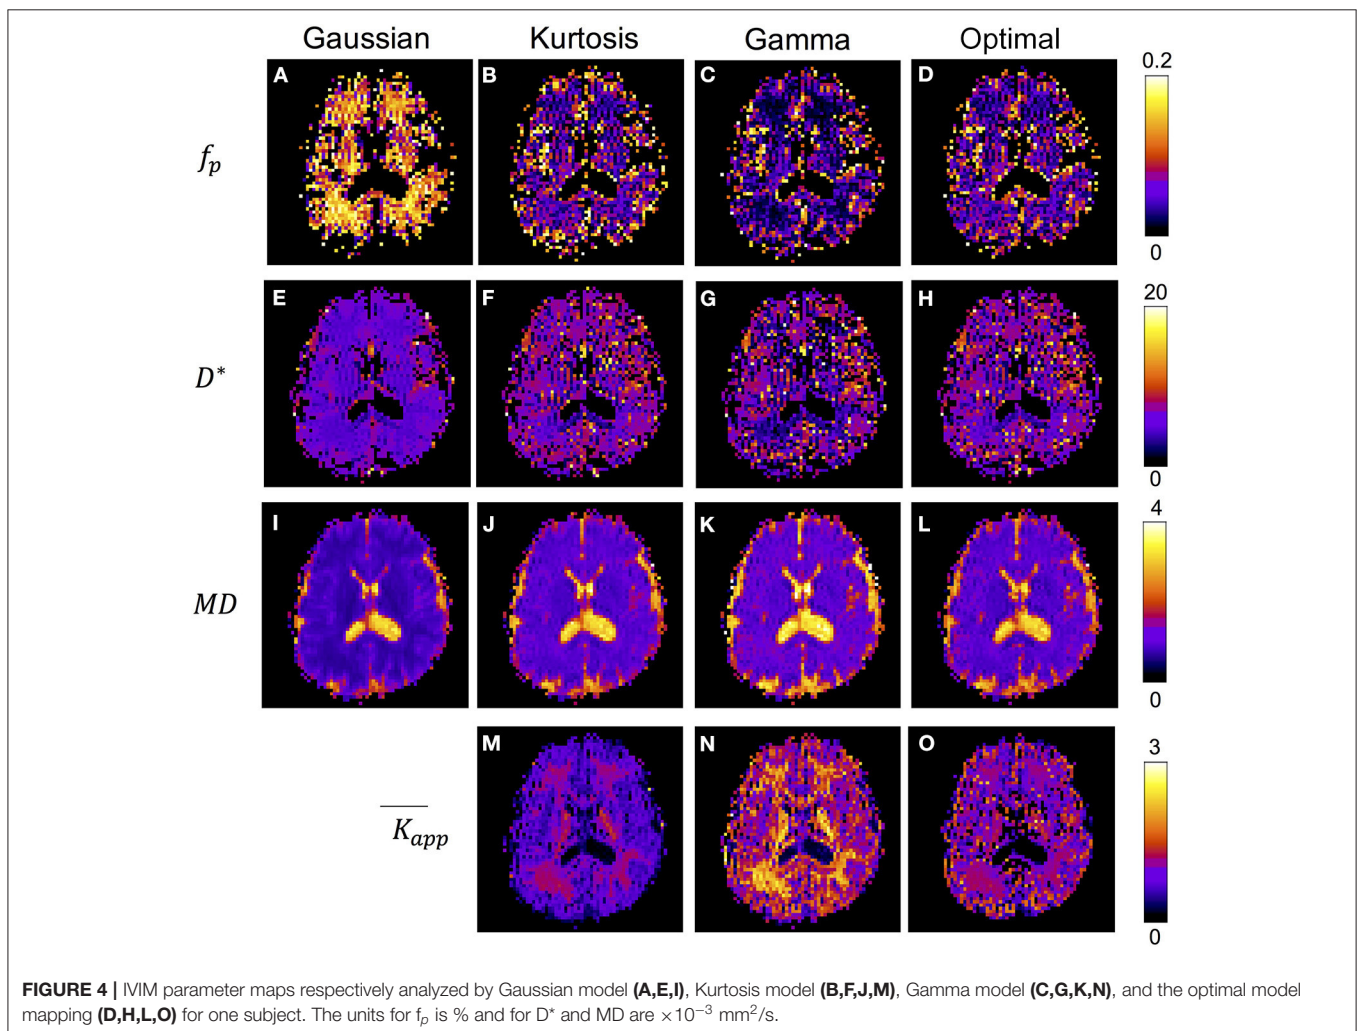 Gaussian Kurtosis Gamma Optimal
A B C D 0.2
f_p
0
E F G H 20
D*
0
I J K L 4
MD
0
M N O 3
K_app
0
FIGURE 4 | IVIM parameter maps respectively analyzed by Gaussian model (A,E,I), Kurtosis model (B,F,J,M), Gamma model (C,G,K,N), and the optimal model
mapping (D,H,L,O) for one subject. The units for f_p is % and for D* and MD are ×10⁻³ mm²/s.